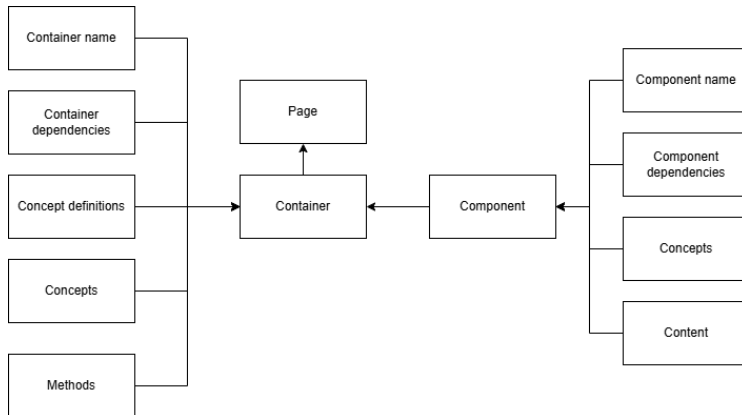 Container name
Container
dependencies
Concept definitions
Concepts
Methods
Page
Container
Component
Component name
Component
dependencies
Concepts
Content